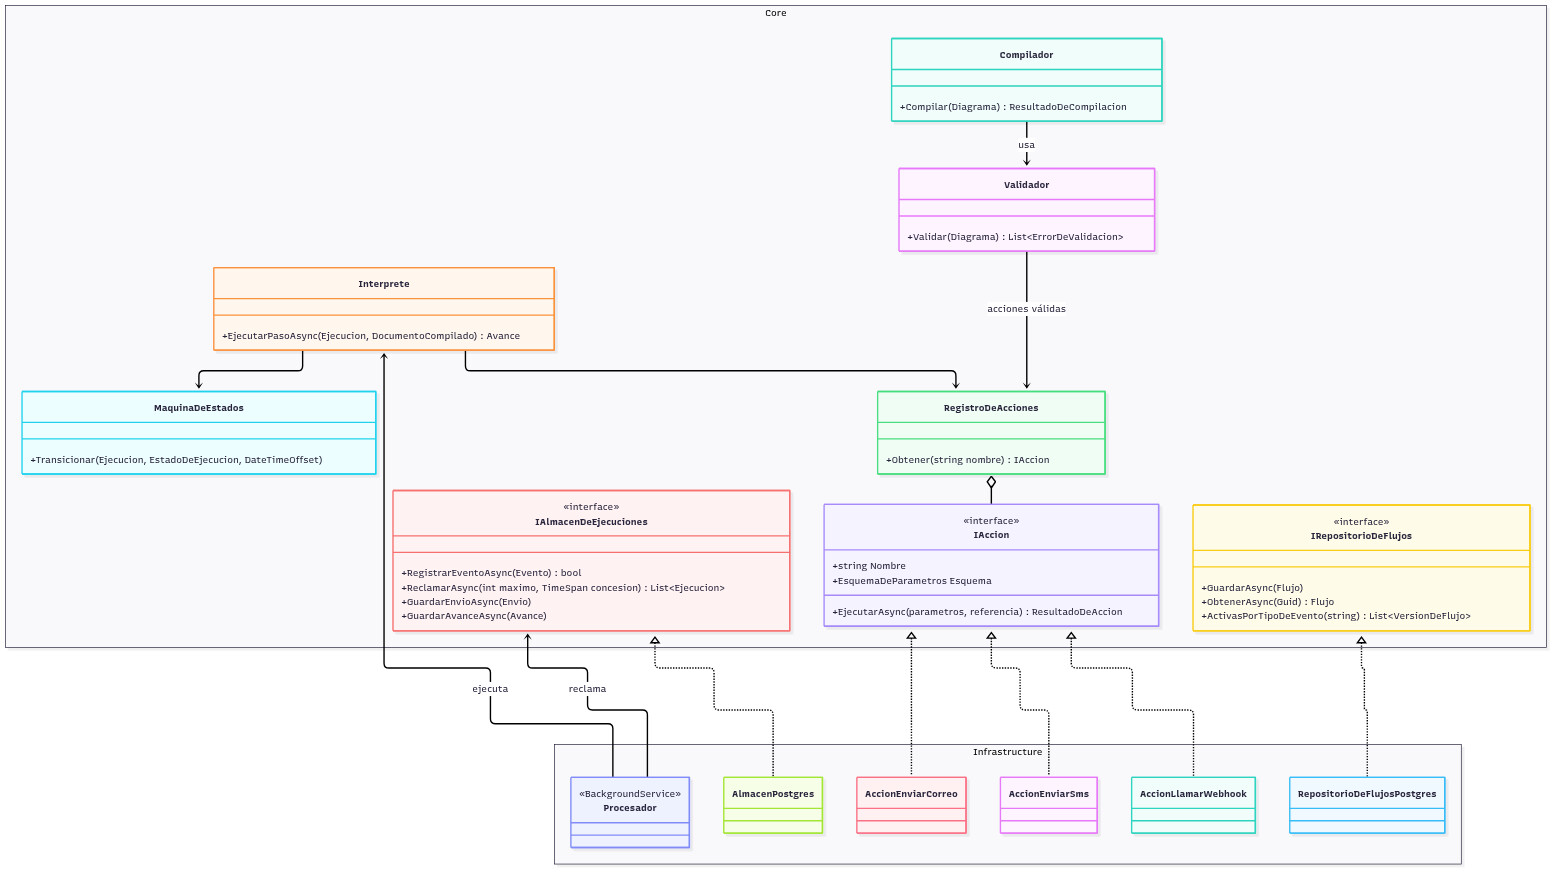 Core
Compilador
+Compilar(Diagrama) : ResultadoDeCompilacion
usa
Validador
+Validar(Diagrama) : List<ErrorDeValidacion>
acciones válidas
Interprete
+EjecutarPasoAsync(Ejecucion, DocumentoCompilado) : Avance
MaquinaDeEstados
+Transicionar(Ejecucion, EstadoDeEjecucion, DateTimeOffset)
RegistroDeAcciones
+Obtener(string nombre) : IAccion
«interface»
IAlmacenDeEjecuciones
+RegistrarEventoAsync(Evento) : bool
+ReclamarAsync(int maximo, TimeSpan concesion) : List<Ejecucion>
+GuardarEnvioAsync(Envio)
+GuardarAvanceAsync(Avance)
«interface»
IAccion
+string Nombre
+EsquemaDeParametros Esquema
+EjecutarAsync(parametros, referencia) : ResultadoDeAccion
«interface»
IRepositorioDeFlujos
+GuardarAsync(Flujo)
+ObtenerAsync(Guid) : Flujo
+ActivasPorTipoDeEvento(string) : List<VersionDeFlujo>
ejecuta
reclama
Infrastructure
«BackgroundService»
Procesador
AlmacenPostgres
AccionEnviarCorreo
AccionEnviarSms
AccionLlamarWebhook
RepositorioDeFlujosPostgres